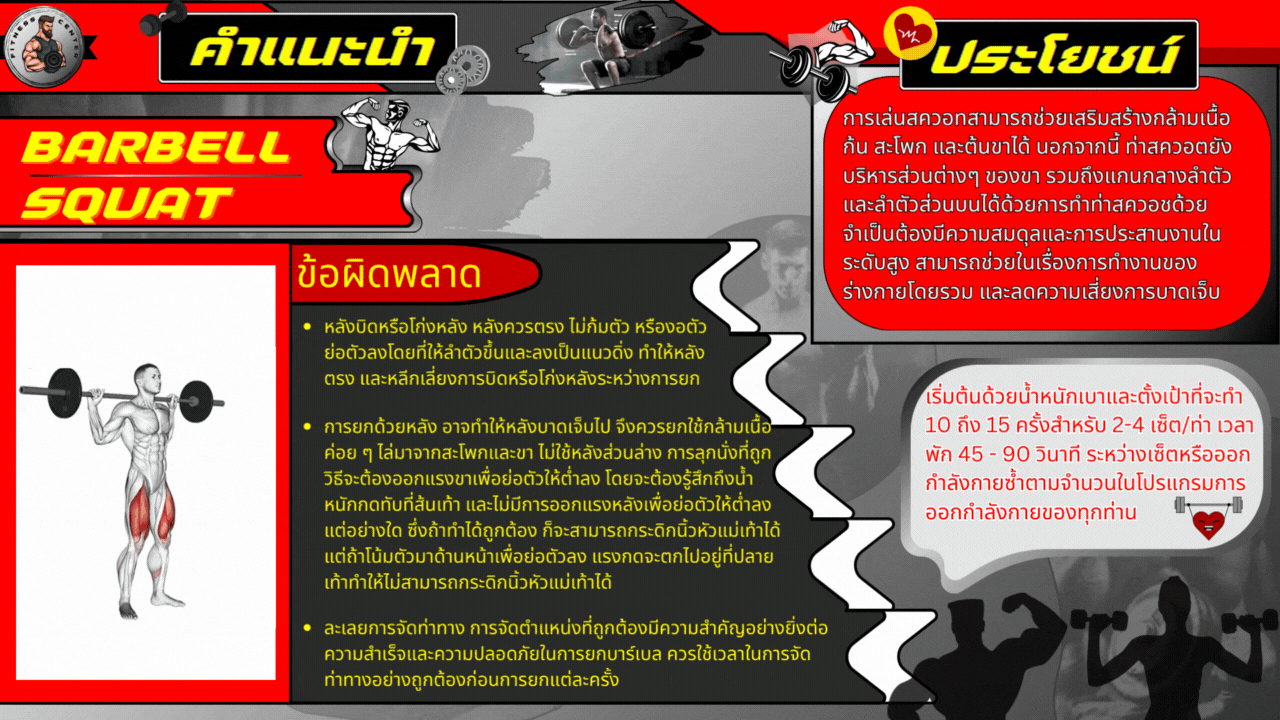 FITNESS CENTER
คำแนะนำ
BARBELL
SQUAT
ข้อผิดพลาด
• หลังบิดหรือโก่งหลัง หลังควรตรง ไม่ก้มตัว หรืองอตัว
ย่อตัวลงโดยที่ให้ลำตัวขึ้นและลงเป็นแนวดิ่ง ทำให้หลัง
ตรง และหลีกเลี่ยงการบิดหรือโก่งหลังระหว่างการยก
• การยกด้วยหลัง อาจทำให้หลังบาดเจ็บไป จึงควรยกใช้กล้ามเนื้อ
ค่อย ๆ ไล่มาจากสะโพกและขา ไม่ใช้หลังส่วนล่าง การลุกนั่งที่ถูก
วิธีจะต้องออกแรงขาเพื่อย่อตัวให้ต่ำลง โดยจะต้องรู้สึกถึงน้ำ
หนักกดทับที่ส้นเท้า และไม่มีการออกแรงหลังเพื่อย่อตัวให้ต่ำลง
แต่อย่างใด ซึ่งถ้าทำได้ถูกต้อง ก็จะสามารถกระดิกนิ้วหัวแม่เท้าได้
แต่ถ้าโน้มตัวมาด้านหน้าเพื่อย่อตัวลง แรงกดจะตกไปอยู่ที่ปลาย
เท้าทำให้ไม่สามารถกระดิกนิ้วหัวแม่เท้าได้
• ละเลยการจัดท่าทาง การจัดตำแหน่งที่ถูกต้องมีความสำคัญอย่างยิ่งต่อ
ความสำเร็จและความปลอดภัยในการยกบาร์เบล ควรใช้เวลาในการจัด
ท่าทางอย่างถูกต้องก่อนการยกแต่ละครั้ง
ประโยชน์
การเล่นสควอทสามารถช่วยเสริมสร้างกล้ามเนื้อ
ก้น สะโพก และต้นขาได้ นอกจากนี้ ท่าสควอตยัง
บริหารส่วนต่างๆ ของขา รวมถึงแกนกลางลำตัว
และลำตัวส่วนบนได้ด้วยการทำท่าสควอชด้วย
จำเป็นต้องมีความสมดุลและการประสานงานใน
ระดับสูง สามารถช่วยในเรื่องการทำงานของ
ร่างกายโดยรวม และลดความเสี่ยงการบาดเจ็บ
เริ่มต้นด้วยน้ำหนักเบาและตั้งเป้าที่จะทำ
10 ถึง 15 ครั้งสำหรับ 2-4 เซ็ต/ท่า เวลา
พัก 45 - 90 วินาที ระหว่างเซ็ตหรือออก
กำลังกายซ้ำตามจำนวนในโปรแกรมการ
ออกกำลังกายของทุกท่าน